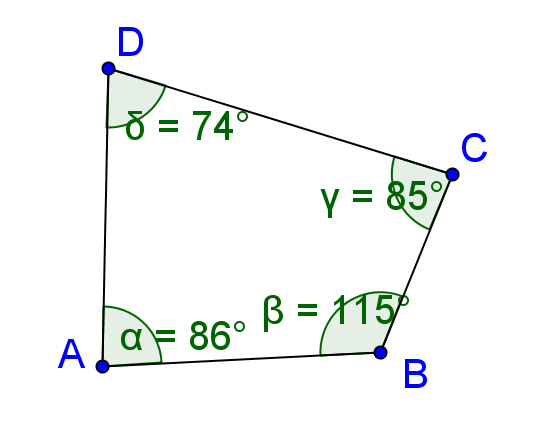 D
δ = 74°
C
γ = 85°
β = 115°
α = 86°
A
B